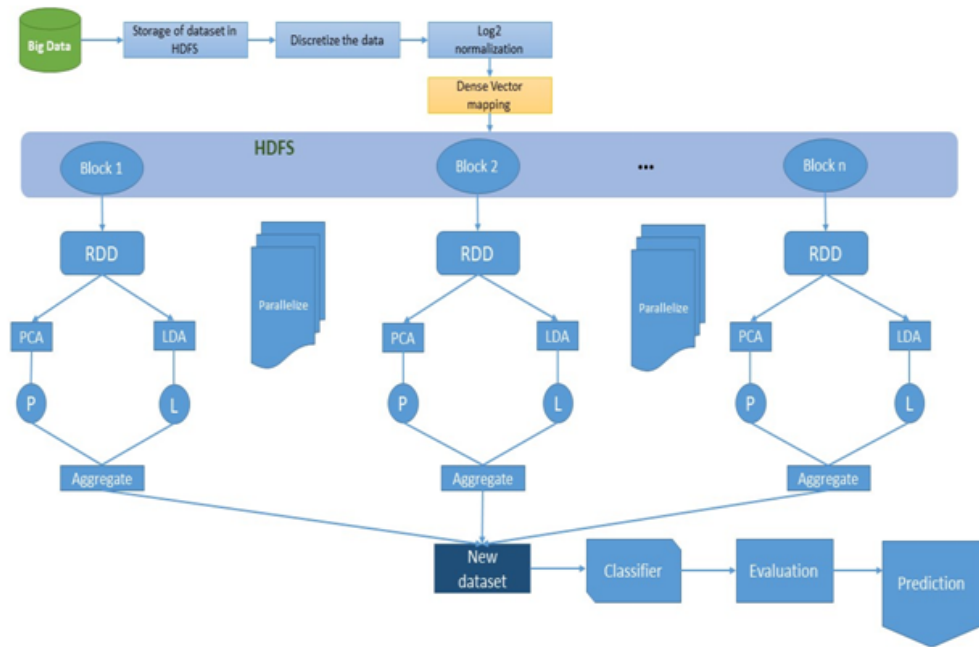 Big Data
Storage of dataset in
HDFS
Discretize the data
Log2
normalization
Dense Vector
mapping
HDFS
Block 1
Block 2
...
Block n
RDD
RDD
RDD
Parallelize
Parallelize
PCA
LDA
PCA
LDA
PCA
LDA
P
L
P
L
P
L
Aggregate
Aggregate
Aggregate
New
dataset
Classifier
Evaluation
Prediction